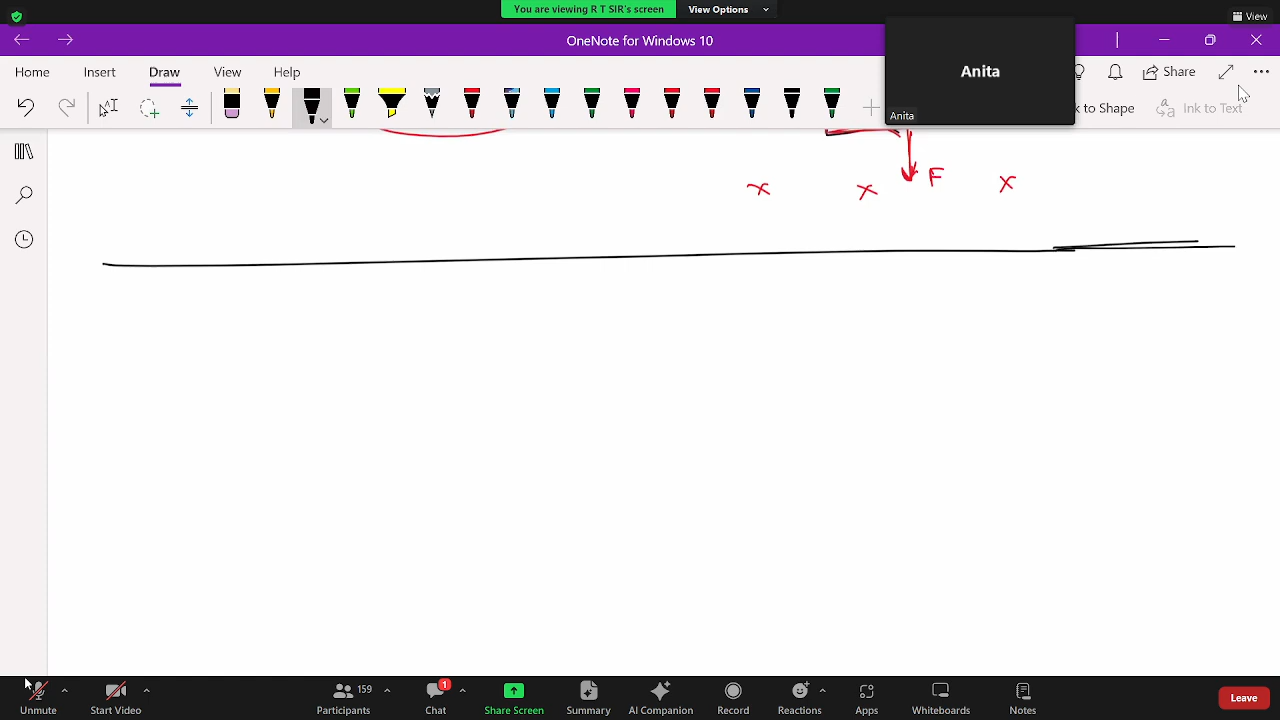 You are viewing R T SIR's screen View Options
View
OneNote for Windows 10
Anita
Anita
Home Insert Draw View Help
Share
k to Shape
Ink to Text
F
x x x
Unmute Start Video Participants 159 Chat 1 Share Screen Summary AI Companion Record Reactions Apps Whiteboards Notes Leave